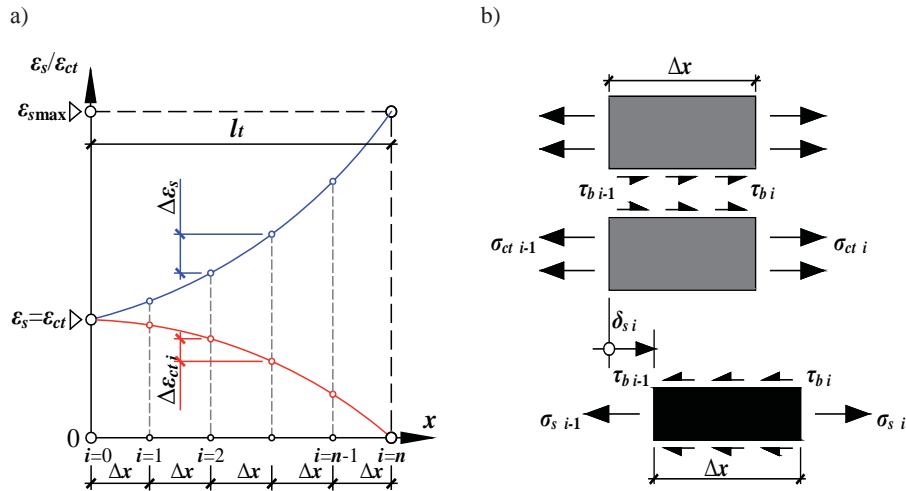 a)
b)
εs/εct
εsmax
lt
Δεs
εs=εct
Δεct i
0
x
i=0
i=1
i=2
i=n-1
i=n
Δx
Δx
Δx
Δx
Δx
Δx
τb i-1
τb i
σct i-1
σct i
δs i
τb i-1
τb i
σs i-1
σs i
Δx